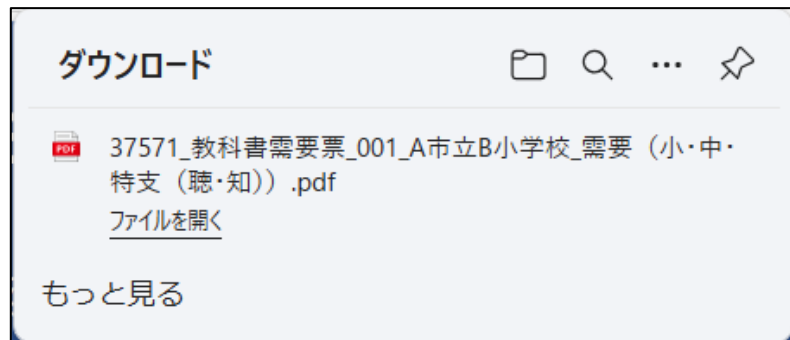 ダウンロード
PDF
37571_教科書需要票_001_A市立B小学校_需要（小・中・
特支（聴・知））.pdf
ファイルを開く
もっと見る